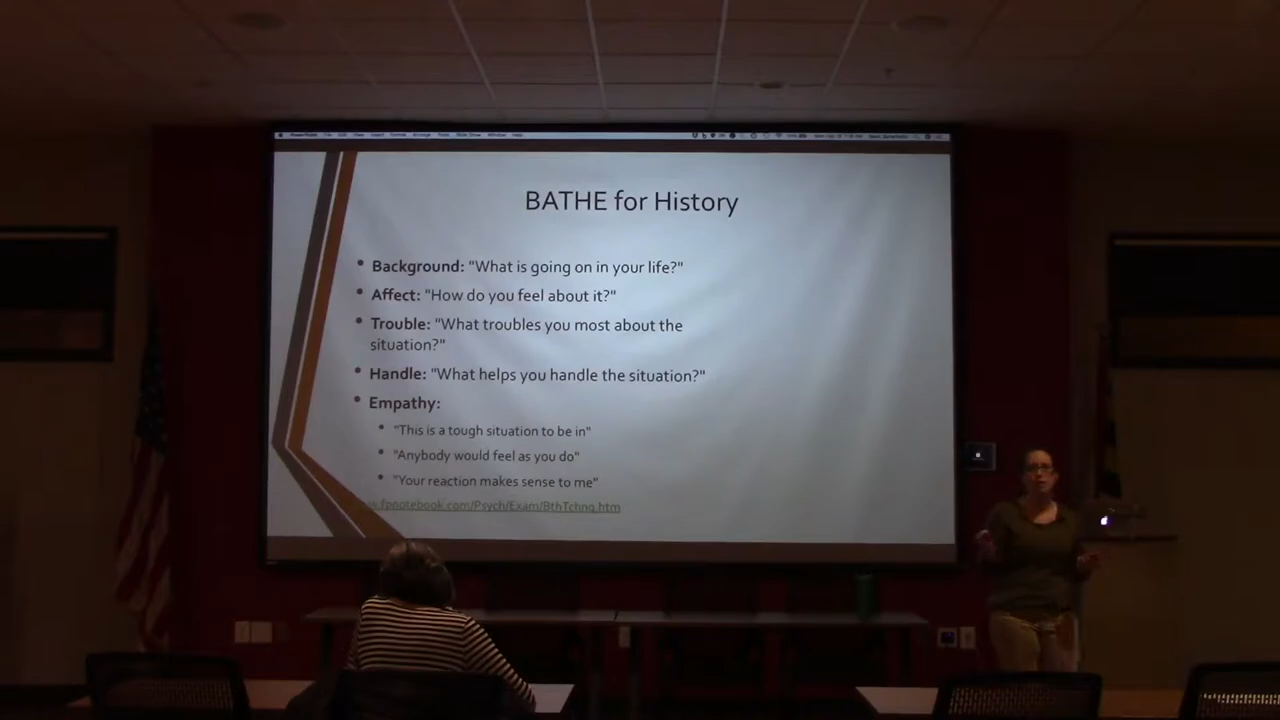 BATHE for History
• Background: "What is going on in your life?"
• Affect: "How do you feel about it?"
• Trouble: "What troubles you most about the
situation?"
• Handle: "What helps you handle the situation?"
• Empathy:
• "This is a tough situation to be in"
• "Anybody would feel as you do"
• "Your reaction makes sense to me"
.fpnotebook.com/Psych/Exam/BthTchnq.htm